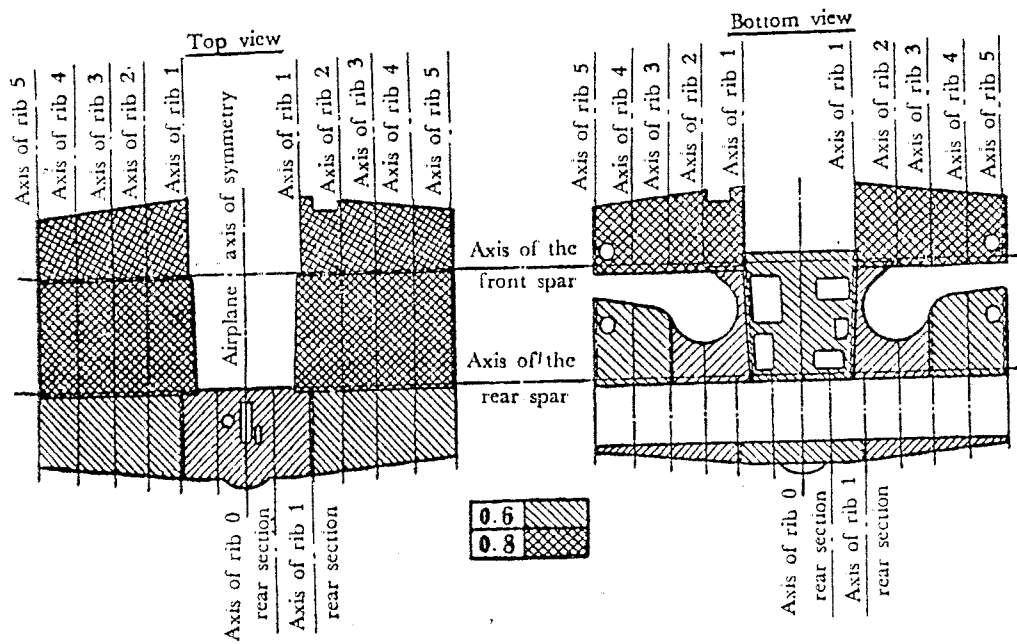 Top view
Bottom view
Axis of rib 5
Axis of rib 4
Axis of rib 3
Axis of rib 2
Axis of rib 1
Airplane axis of symmetry
Axis of rib 1
Axis of rib 2
Axis of rib 3
Axis of rib 4
Axis of rib 5
Axis of rib 5
Axis of rib 4
Axis of rib 3
Axis of rib 2
Axis of rib 1
Axis of rib 1
Axis of rib 2
Axis of rib 3
Axis of rib 4
Axis of rib 5
Axis of the
front spar
Axis of the
rear spar
0.6
0.8
Axis of rib 0
rear section
Axis of rib 1
rear section
Axis of rib 0
rear section
Axis of rib 1
rear section